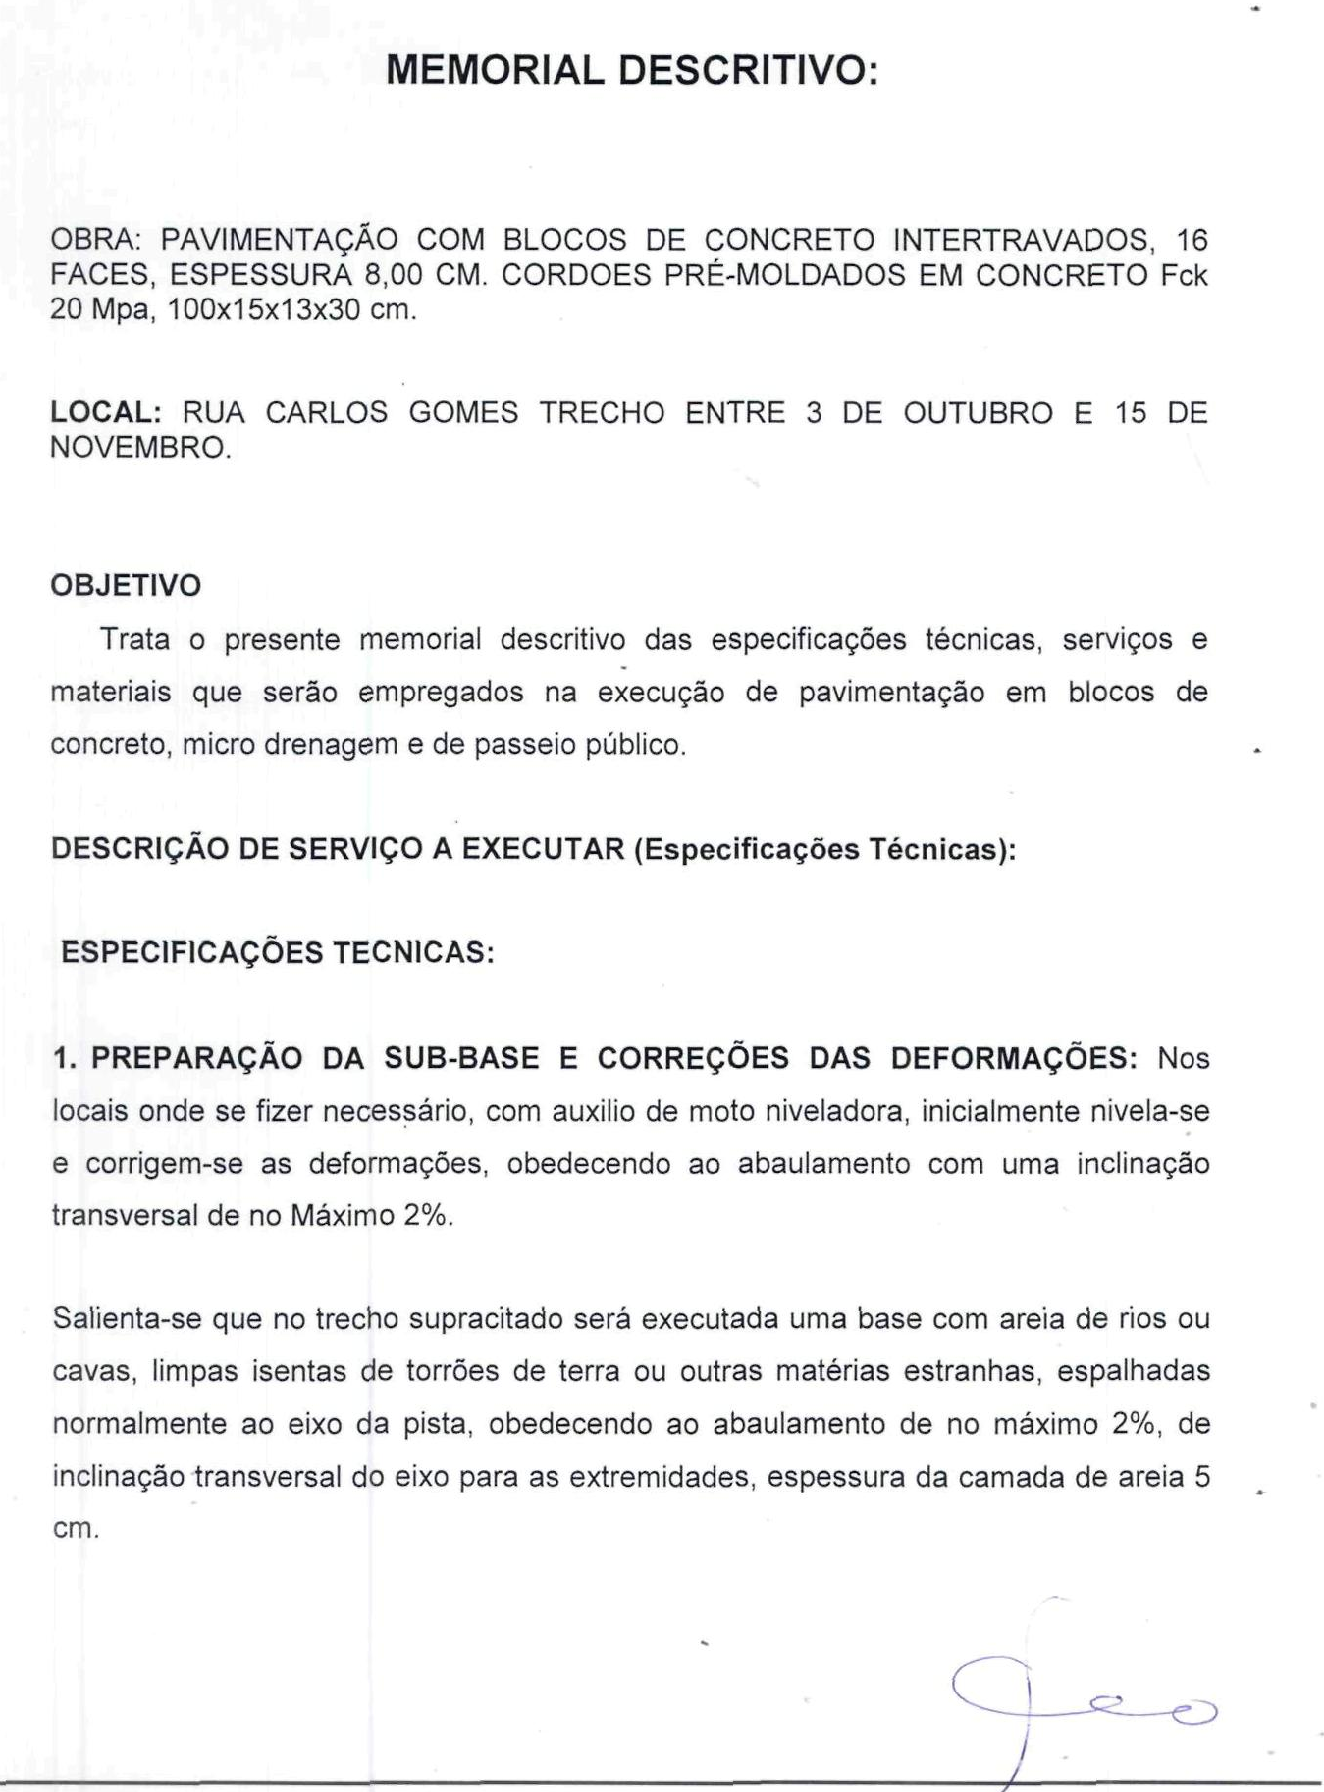 MEMORIAL DESCRITIVO:
OBRA: PAVIMENTAÇÃO COM BLOCOS DE CONCRETO INTERTRAVADOS, 16
FACES, ESPESSURA 8,00 CM. CORDOES PRÉ-MOLDADOS EM CONCRETO Fck
20 Mpa, 100x15x13x30 cm.
LOCAL: RUA CARLOS GOMES TRECHO ENTRE 3 DE OUTUBRO E 15 DE
NOVEMBRO.
OBJETIVO
Trata o presente memorial descritivo das especificações técnicas, serviços e
materiais que serão empregados na execução de pavimentação em blocos de
concreto, micro drenagem e de passeio público.
DESCRIÇÃO DE SERVIÇO A EXECUTAR (Especificações Técnicas):
ESPECIFICAÇÕES TECNICAS:
1. PREPARAÇÃO DA SUB-BASE E CORREÇÕES DAS DEFORMAÇÕES: Nos
locais onde se fizer necessário, com auxilio de moto niveladora, inicialmente nivela-se
e corrigem-se as deformações, obedecendo ao abaulamento com uma inclinação
transversal de no Máximo 2%.
Salienta-se que no trecho supracitado será executada uma base com areia de rios ou
cavas, limpas isentas de torrões de terra ou outras matérias estranhas, espalhadas
normalmente ao eixo da pista, obedecendo ao abaulamento de no máximo 2%, de
inclinação transversal do eixo para as extremidades, espessura da camada de areia 5
cm.